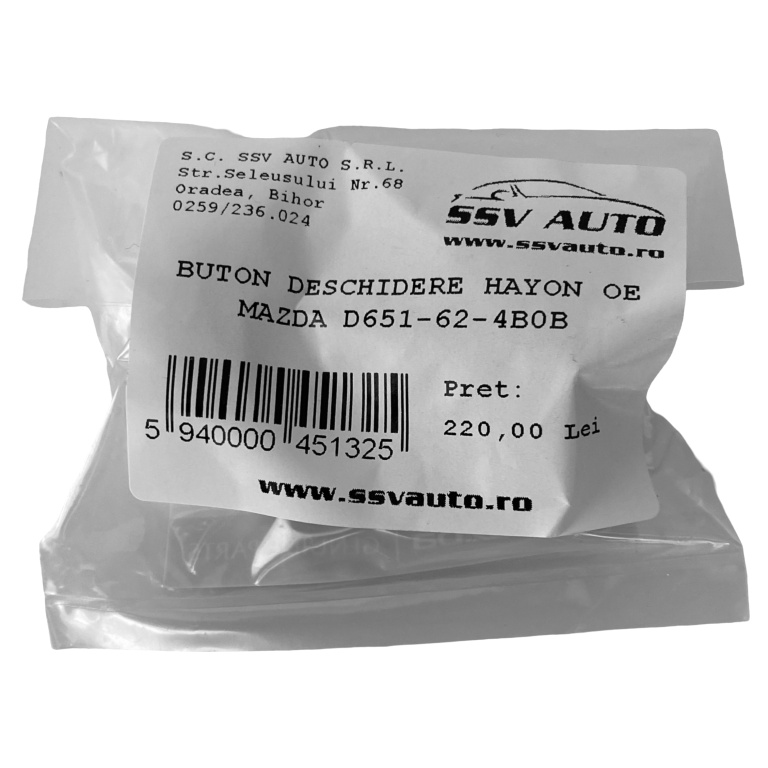 S.C. SSV AUTO S.R.L.
Str.Seleusului Nr.68
Oradea, Bihor
0259/236.024
SSV AUTO
www.ssvauto.ro
BUTON DESCHIDERE HAYON OE
MAZDA D651-62-4B0B
Pret:
220,00 Lei
5 940000 451325
www.ssvauto.ro